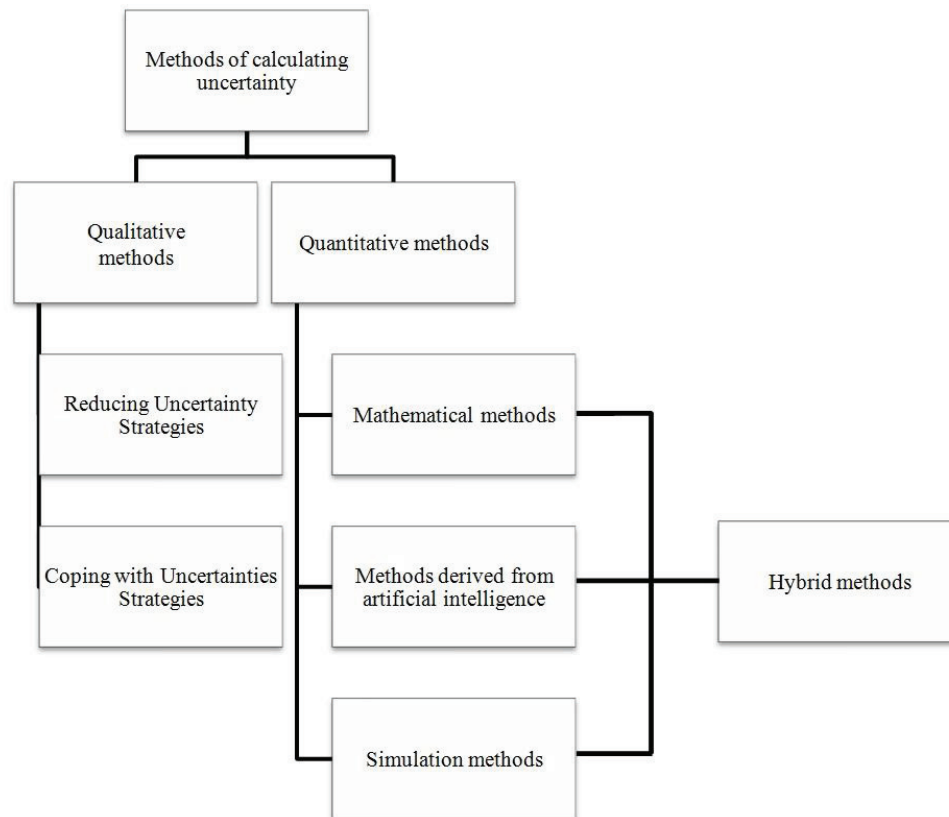 Methods of calculating
uncertainty
Qualitative
methods
Quantitative methods
Reducing Uncertainty
Strategies
Mathematical methods
Coping with Uncertainties
Strategies
Methods derived from
artificial intelligence
Hybrid methods
Simulation methods